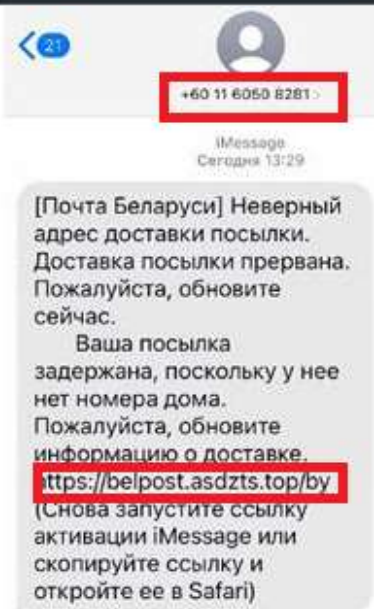 21
+60 11 6050 8281 >
iMessage
Сегодня 13:29
[Почта Беларуси] Неверный
адрес доставки посылки.
Доставка посылки прервана.
Пожалуйста, обновите
сейчас.
Ваша посылка
задержана, поскольку у нее
нет номера дома.
Пожалуйста, обновите
информацию о доставке.
https://belpost.asdzts.top/by
(Снова запустите ссылку
активации iMessage или
скопируйте ссылку и
откройте ее в Safari)